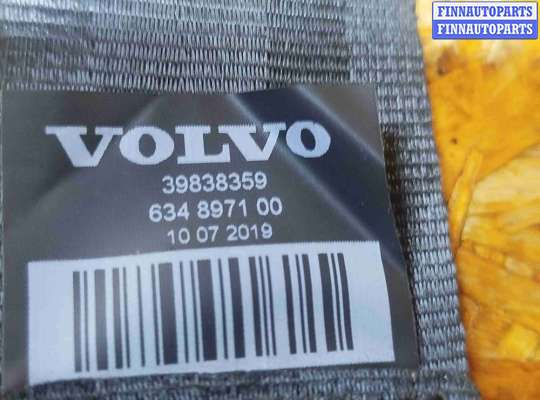 FINNAUTOPARTS
FINNAUTOPARTS
VOLVO
39838359
634 8971 00
10 07 2019